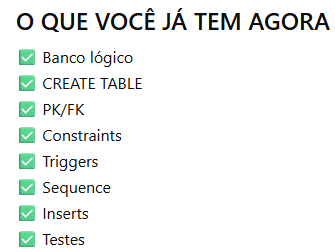 O QUE VOCÊ JÁ TEM AGORA
✅ Banco lógico
✅ CREATE TABLE
✅ PK/FK
✅ Constraints
✅ Triggers
✅ Sequence
✅ Inserts
✅ Testes